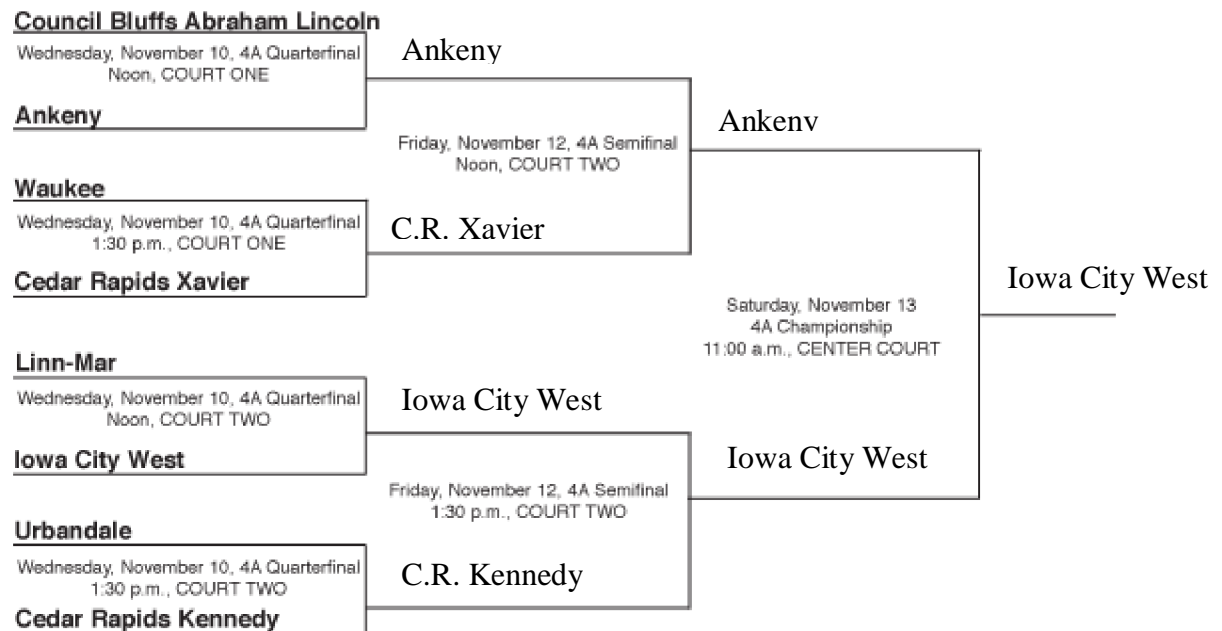 Council Bluffs Abraham Lincoln
Wednesday, November 10, 4A Quarterfinal
Noon, COURT ONE
Ankeny
Ankeny
Friday, November 12, 4A Semifinal
Noon, COURT TWO
Ankeny
Waukee
Wednesday, November 10, 4A Quarterfinal
1:30 p.m., COURT ONE
C.R. Xavier
Cedar Rapids Xavier
Saturday, November 13
4A Championship
11:00 a.m., CENTER COURT
Iowa City West
Linn-Mar
Wednesday, November 10, 4A Quarterfinal
Noon, COURT TWO
Iowa City West
Iowa City West
Iowa City West
Friday, November 12, 4A Semifinal
1:30 p.m., COURT TWO
Urbandale
Wednesday, November 10, 4A Quarterfinal
1:30 p.m., COURT TWO
C.R. Kennedy
Cedar Rapids Kennedy